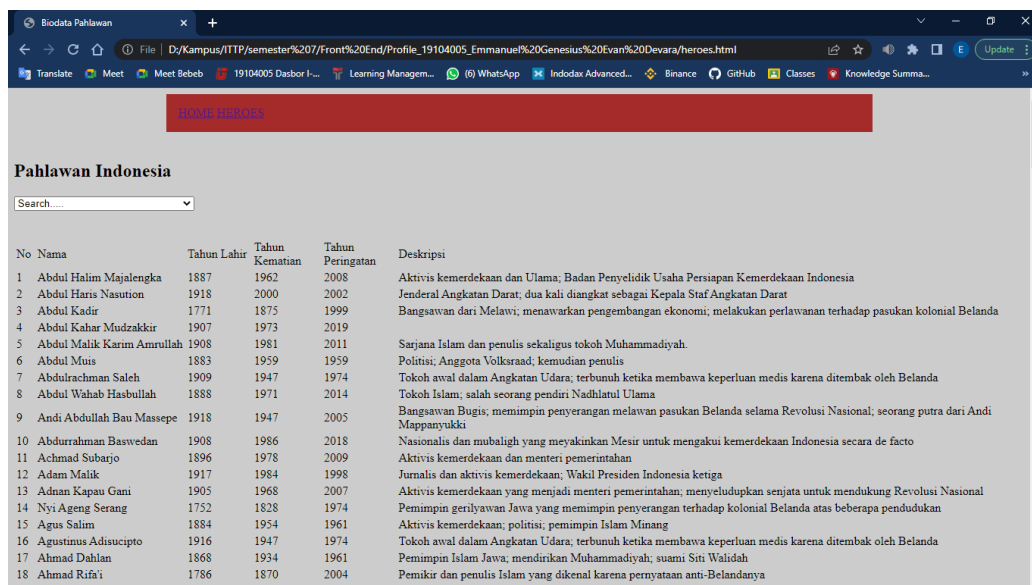 Biodata Pahlawan
File | D:/Kampus/ITTP/semester%207/Front%20End/Profile_19104005_Emmanuel%20Genesius%20Evan%20Devara/heroes.html
E Update
Translate Meet Meet Bebeb 19104005 Dasbor I-... Learning Managem... (6) WhatsApp Indodax Advanced... Binance GitHub Classes Knowledge Summa...
HOME HEROES
Pahlawan Indonesia
Search.....
No Nama Tahun Lahir Tahun Kematian Tahun Peringatan Deskripsi
1 Abdul Halim Majalengka 1887 1962 2008 Aktivis kemerdekaan dan Ulama; Badan Penyelidik Usaha Persiapan Kemerdekaan Indonesia
2 Abdul Haris Nasution 1918 2000 2002 Jenderal Angkatan Darat; dua kali diangkat sebagai Kepala Staf Angkatan Darat
3 Abdul Kadir 1771 1875 1999 Bangsawan dari Melawi; menawarkan pengembangan ekonomi; melakukan perlawanan terhadap pasukan kolonial Belanda
4 Abdul Kahar Mudzakkir 1907 1973 2019
5 Abdul Malik Karim Amrullah 1908 1981 2011 Sarjana Islam dan penulis sekaligus tokoh Muhammadiyah.
6 Abdul Muis 1883 1959 1959 Politisi; Anggota Volksraad; kemudian penulis
7 Abdulrachman Saleh 1909 1947 1974 Tokoh awal dalam Angkatan Udara; terbunuh ketika membawa keperluan medis karena ditembak oleh Belanda
8 Abdul Wahab Hasbullah 1888 1971 2014 Tokoh Islam; salah seorang pendiri Nadhlatul Ulama
9 Andi Abdullah Bau Massepe 1918 1947 2005 Bangsawan Bugis; memimpin penyerangan melawan pasukan Belanda selama Revolusi Nasional; seorang putra dari Andi
Mappanyukki
10 Abdurrahman Baswedan 1908 1986 2018 Nasionalis dan mubaligh yang meyakinkan Mesir untuk mengakui kemerdekaan Indonesia secara de facto
11 Achmad Subarjo 1896 1978 2009 Aktivis kemerdekaan dan menteri pemerintahan
12 Adam Malik 1917 1984 1998 Jurnalis dan aktivis kemerdekaan; Wakil Presiden Indonesia ketiga
13 Adnan Kapau Gani 1905 1968 2007 Aktivis kemerdekaan yang menjadi menteri pemerintahan; menyeludupkan senjata untuk mendukung Revolusi Nasional
14 Nyi Ageng Serang 1752 1828 1974 Pemimpin gerilyawan Jawa yang memimpin penyerangan terhadap kolonial Belanda atas beberapa pendudukan
15 Agus Salim 1884 1954 1961 Aktivis kemerdekaan; politisi; pemimpin Islam Minang
16 Agustinus Adisucipto 1916 1947 1974 Tokoh awal dalam Angkatan Udara; terbunuh ketika membawa keperluan medis karena ditembak oleh Belanda
17 Ahmad Dahlan 1868 1934 1961 Pemimpin Islam Jawa; mendirikan Muhammadiyah; suami Siti Walidah
18 Ahmad Rifa'i 1786 1870 2004 Pemikir dan penulis Islam yang dikenal karena pernyataan anti-Belandanya